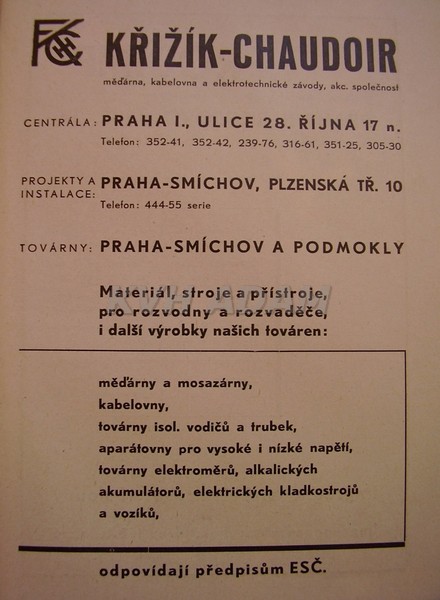 KŘIŽÍK-CHAUDOIR
měďárna, kabelovna a elektrotechnické závody, akc. společnost
CENTRÁLA: PRAHA I., ULICE 28. ŘÍJNA 17 n.
Telefon: 352-41, 352-42, 239-76, 316-61, 351-25, 305-30
PROJEKTY A INSTALACE: PRAHA-SMÍCHOV, PLZENSKÁ TŘ. 10
Telefon: 444-55 serie
TOVÁRNY: PRAHA-SMÍCHOV A PODMOKLY
Materiál, stroje a přístroje,
pro rozvodny a rozvaděče,
i další výrobky našich továren:
měďárny a mosazárny,
kabelovny,
továrny isol. vodičů a trubek,
aparátovny pro vysoké i nízké napětí,
továrny elektroměrů, alkalických
akumulátorů, elektrických kladkostrojů
a vozíků,
odpovídají předpisům ESČ.